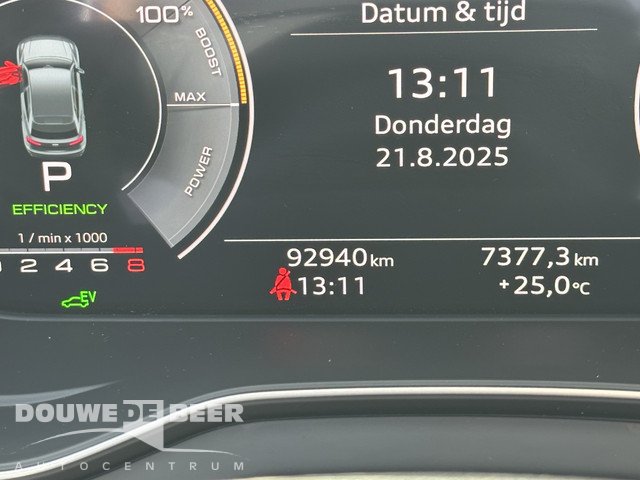 100%
BOOST
MAX
POWER
P
EFFICIENCY
1 / min x 1000
2 4 6 8
EV
Datum & tijd
13:11
Donderdag
21.8.2025
92940 km 7377,3 km
13:11 +25,0°C
DOUWE DE BEER
AUTOCENTRUM